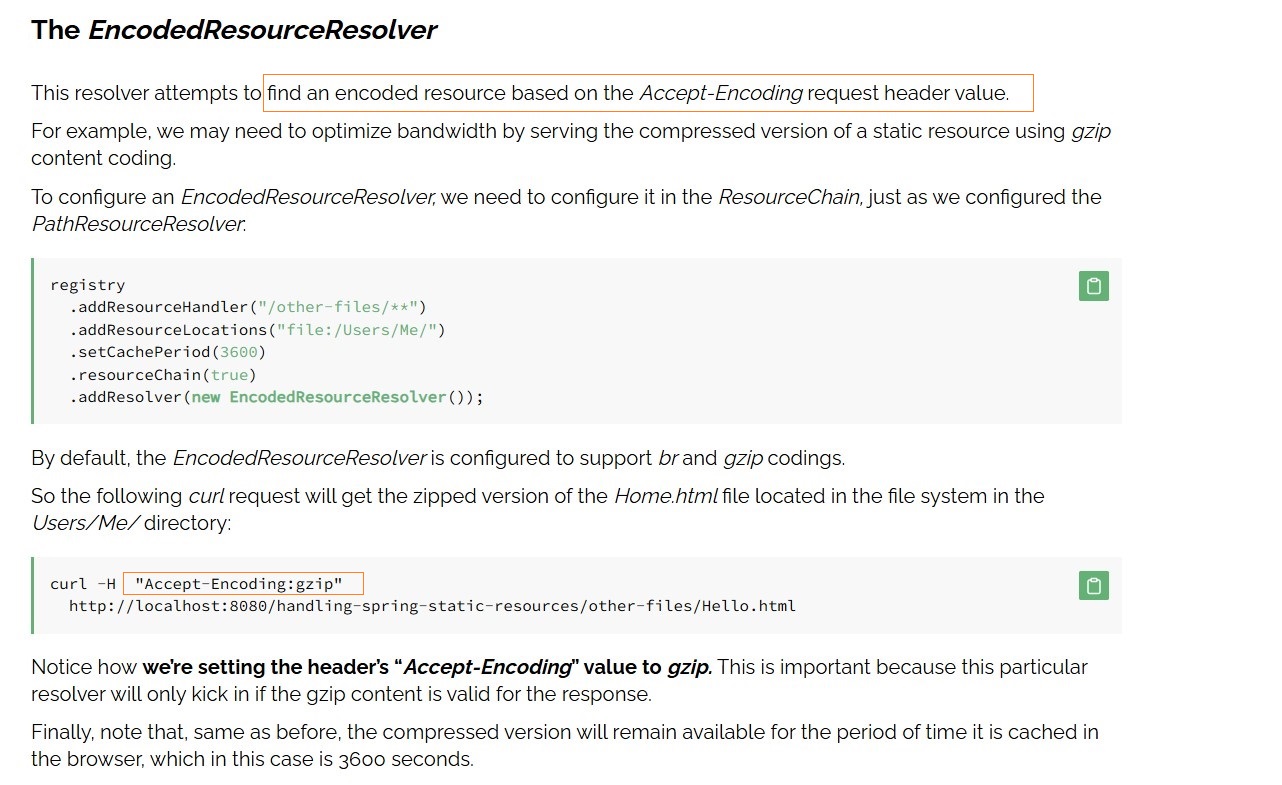 The EncodedResourceResolver
This resolver attempts to find an encoded resource based on the Accept-Encoding request header value.
For example, we may need to optimize bandwidth by serving the compressed version of a static resource using gzip
content coding.
To configure an EncodedResourceResolver, we need to configure it in the ResourceChain, just as we configured the
PathResourceResolver:
registry
  .addResourceHandler("/other-files/**")
  .addResourceLocations("file:/Users/Me/")
  .setCachePeriod(3600)
  .resourceChain(true)
  .addResolver(new EncodedResourceResolver());
By default, the EncodedResourceResolver is configured to support br and gzip codings.
So the following curl request will get the zipped version of the Home.html file located in the file system in the
Users/Me/ directory:
curl -H  "Accept-Encoding:gzip"
  http://localhost:8080/handling-spring-static-resources/other-files/Hello.html
Notice how we’re setting the header’s “Accept-Encoding” value to gzip. This is important because this particular
resolver will only kick in if the gzip content is valid for the response.
Finally, note that, same as before, the compressed version will remain available for the period of time it is cached in
the browser, which in this case is 3600 seconds.